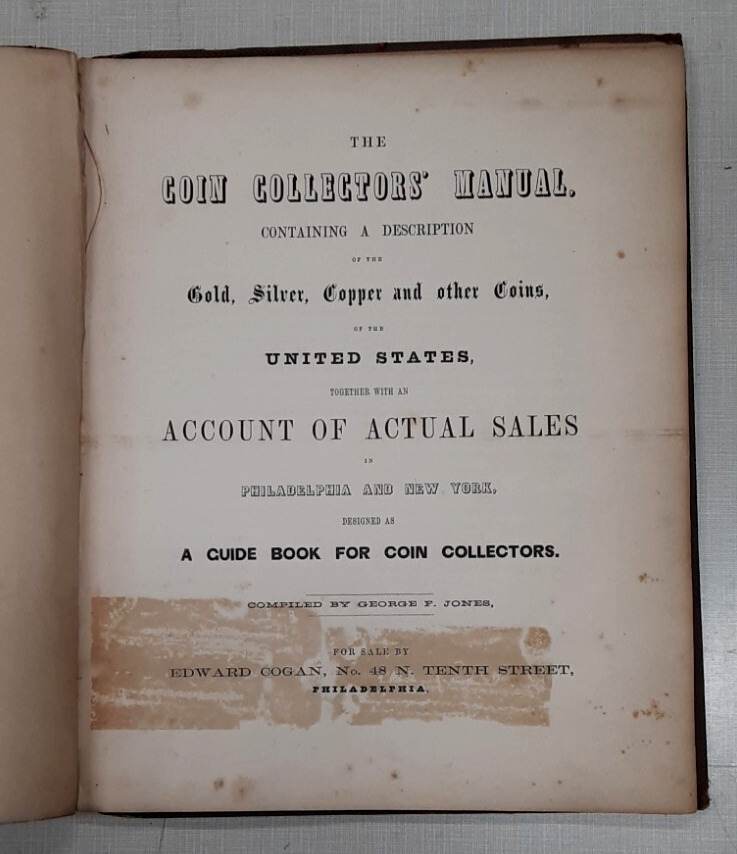 THE
COIN COLLECTORS' MANUAL,
CONTAINING A DESCRIPTION
OF THE
Gold, Silver, Copper and other Coins,
OF THE
UNITED STATES,
TOGETHER WITH AN
ACCOUNT OF ACTUAL SALES
IN
PHILADELPHIA AND NEW YORK,
DESIGNED AS
A GUIDE BOOK FOR COIN COLLECTORS.
COMPILED BY GEORGE F. JONES,
FOR SALE BY
EDWARD COGAN, No. 48 N. TENTH STREET,
PHILADELPHIA.